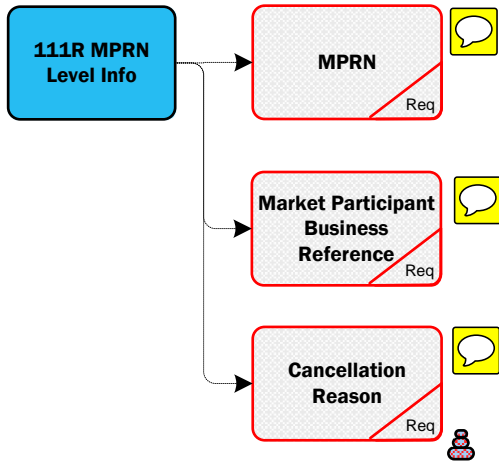 111R MPRN
Level Info
MPRN
Req
Market Participant
Business
Reference
Req
Cancellation
Reason
Req